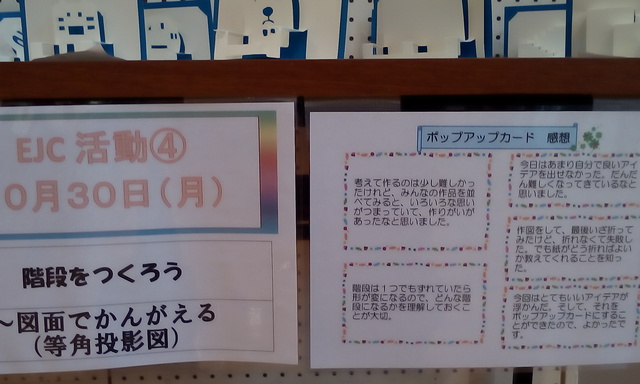 EJC 活動④
0月30日(月)
階段をつくろう
～図面でかんがえる
(等角投影図)
ポップアップカード 感想
考えて作るのは少し難しかっ
たけれど、みんなの作品を並
べてみると、いろいろな思い
がつまっていて、作りがいが
あったなと思いました。
階段は1つでもずれていたら
形が変になるので、どんな階
段になるかを理解しておくこ
とが大切。
今日はあまり自分で良いアイ
デアを出せなかった。だんだ
ん難しくなってきているなと
思いました。
作図をして、最後いざ折って
みたけど、折れなくて失敗し
た。でも紙がどう折ればよい
か教えてくれることを知っ
た。
今回はとてもいいアイデアが
浮かんだ。そして、それを
ポップアップカードにするこ
とができたので、よかったで
す。